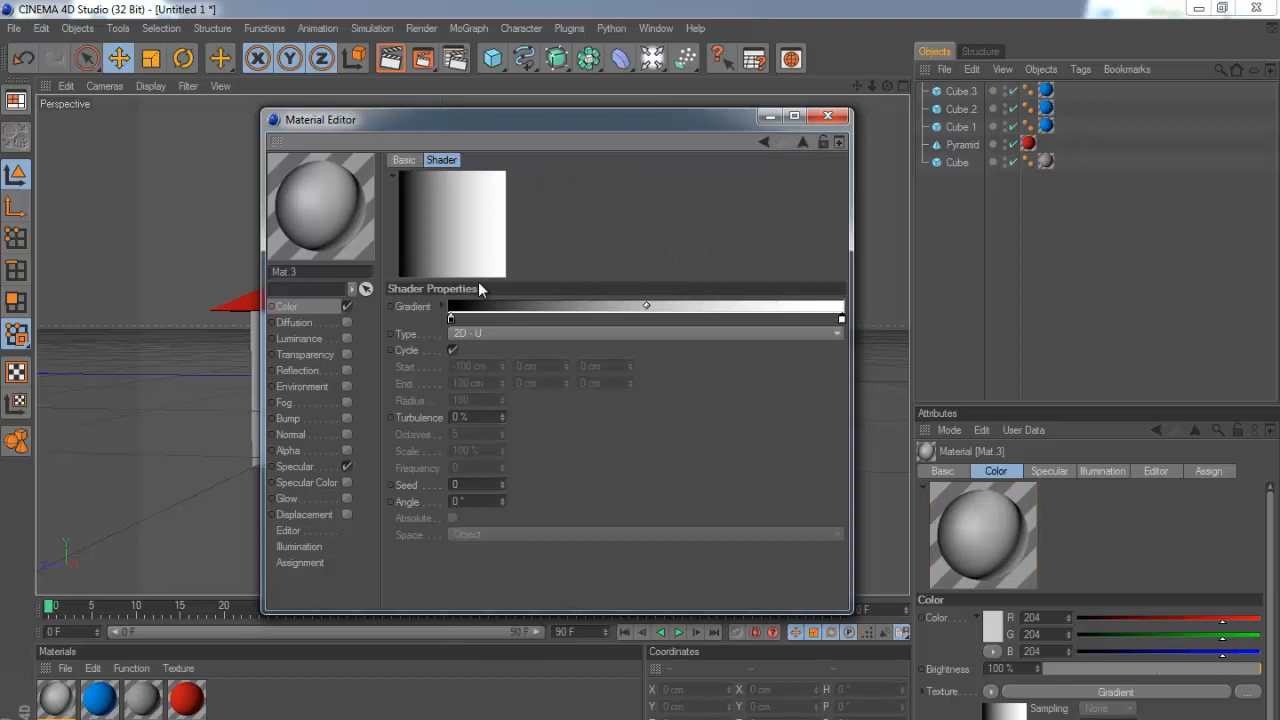 CINEMA 4D Studio (32 Bit) - [Untitled 1 *]
File Edit Objects Tools Selection Structure Functions Animation Simulation Render MoGraph Character Plugins Python Window Help
Objects Structure
File Edit View Objects Tags Bookmarks
Edit Cameras Display Filter View
Perspective
Cube.3
Cube.2
Cube.1
Pyramid
Cube
Material Editor
Basic Shader
Mat.3
Shader Properties
Color
Diffusion
Luminance
Transparency
Reflection
Environment
Fog
Bump
Normal
Alpha
Specular
Specular Color
Glow
Displacement
Editor
Illumination
Assignment
Gradient
Type 2D - U
Cycle
Start -100 cm 0 cm 0 cm
End 100 cm 0 cm 0 cm
Radius 100
Turbulence 0 %
Octaves 5
Scale 100 %
Frequency 0
Seed 0
Angle 0 °
Absolute
Space Object
Attributes
Mode Edit User Data
Material [Mat.3]
Basic Color Specular Illumination Editor Assign
Color
Color R 204
G 204
B 204
Brightness 100 %
Texture Gradient ...
Sampling None
Y
Z X
0 5 10 15 20 0 F
0 F 0 F 90 F 90 F
Materials
File Edit Function Texture
Coordinates
X 0 cm X 0 cm H 0 °
Y 0 cm Y 0 cm P 0 °
4D